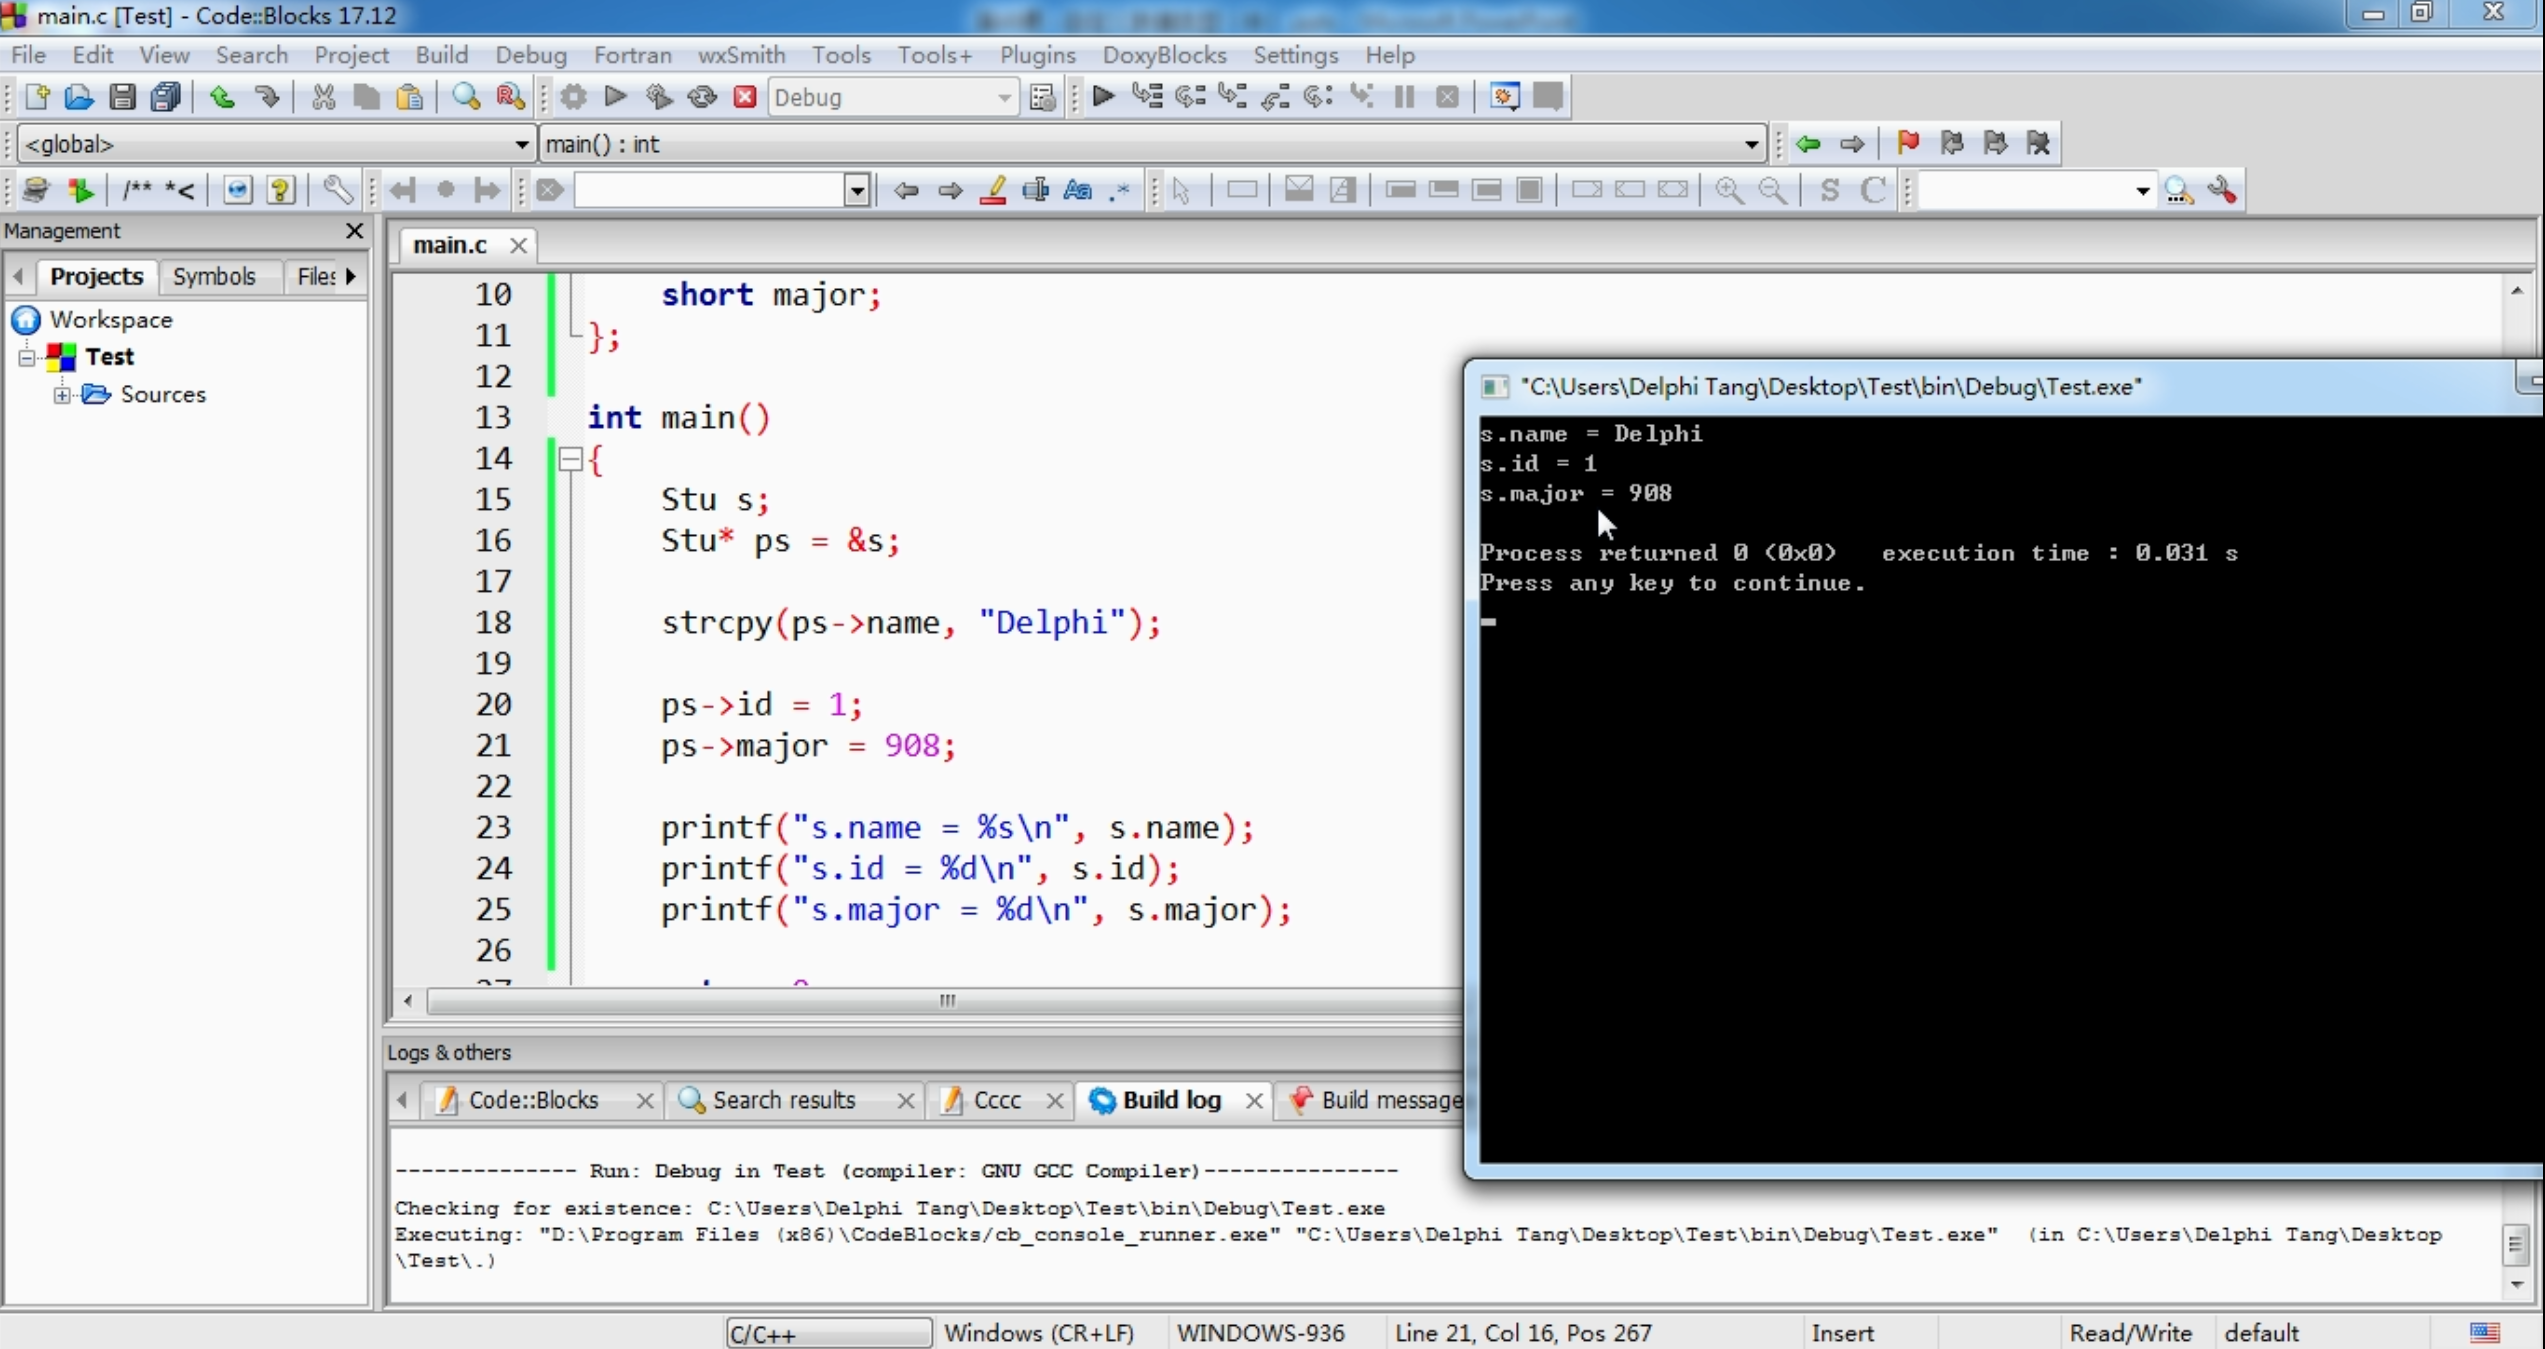 main.c [Test] - Code::Blocks 17.12
File Edit View Search Project Build Debug Fortran wxSmith Tools Tools+ Plugins DoxyBlocks Settings Help
Debug
<global> main() : int
/** *< Aa .* S C
Management
Projects Symbols Files
Workspace
Test
Sources
main.c
10 short major;
11 };
12
13 int main()
14 {
15 Stu s;
16 Stu* ps = &s;
17
18 strcpy(ps->name, "Delphi");
19
20 ps->id = 1;
21 ps->major = 908;
22
23 printf("s.name = %s\n", s.name);
24 printf("s.id = %d\n", s.id);
25 printf("s.major = %d\n", s.major);
26
"C:\Users\Delphi Tang\Desktop\Test\bin\Debug\Test.exe"
s.name = Delphi
s.id = 1
s.major = 908
Process returned 0 (0x0) execution time : 0.031 s
Press any key to continue.
Logs & others
Code::Blocks Search results Cccc Build log Build message
-------------- Run: Debug in Test (compiler: GNU GCC Compiler)---------------
Checking for existence: C:\Users\Delphi Tang\Desktop\Test\bin\Debug\Test.exe
Executing: "D:\Program Files (x86)\CodeBlocks/cb_console_runner.exe" "C:\Users\Delphi Tang\Desktop\Test\bin\Debug\Test.exe" (in C:\Users\Delphi Tang\Desktop
\Test\.)
C/C++ Windows (CR+LF) WINDOWS-936 Line 21, Col 16, Pos 267 Insert Read/Write default